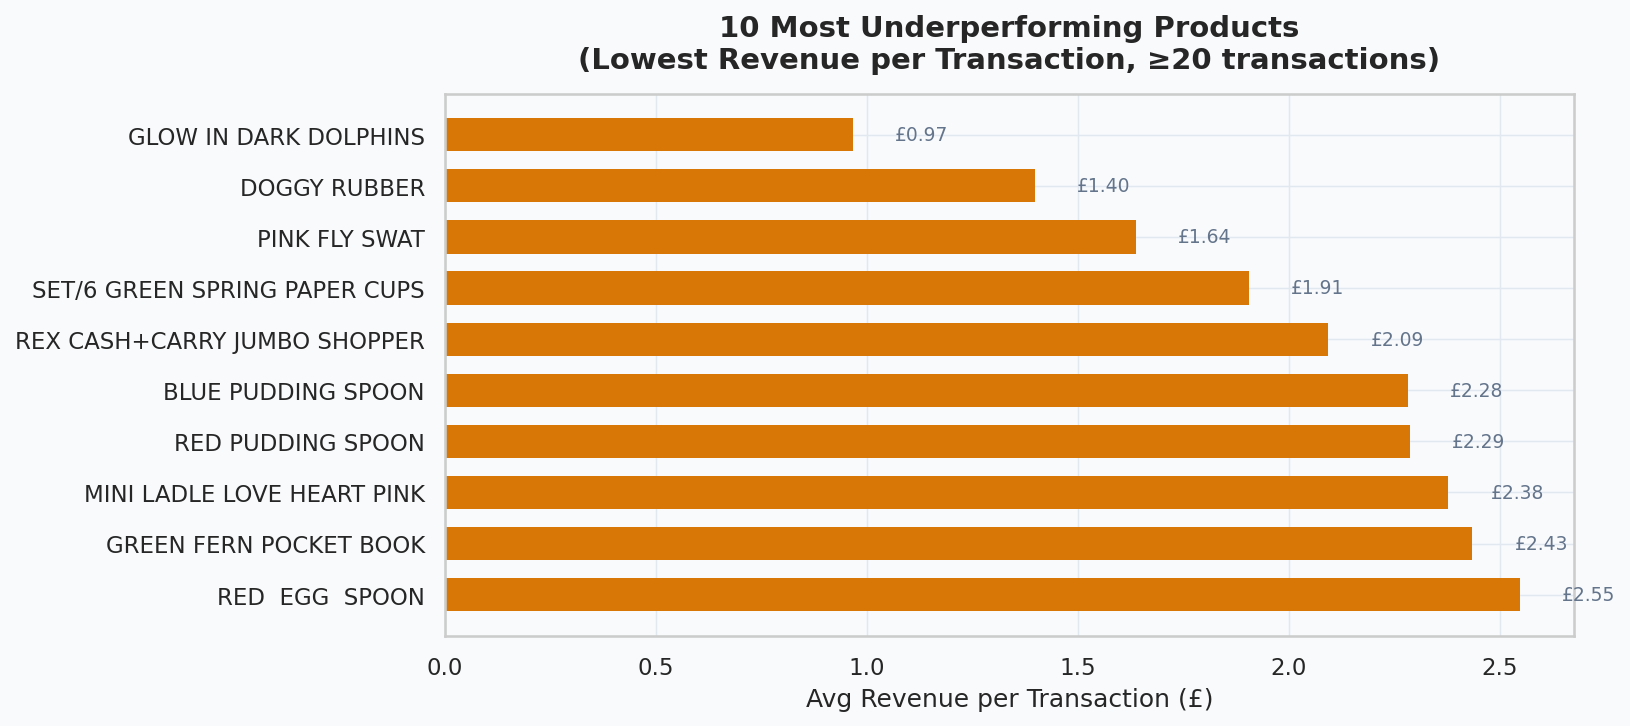 10 Most Underperforming Products
(Lowest Revenue per Transaction, ≥20 transactions)
GLOW IN DARK DOLPHINS £0.97
DOGGY RUBBER £1.40
PINK FLY SWAT £1.64
SET/6 GREEN SPRING PAPER CUPS £1.91
REX CASH+CARRY JUMBO SHOPPER £2.09
BLUE PUDDING SPOON £2.28
RED PUDDING SPOON £2.29
MINI LADLE LOVE HEART PINK £2.38
GREEN FERN POCKET BOOK £2.43
RED  EGG  SPOON £2.55
0.0 0.5 1.0 1.5 2.0 2.5
Avg Revenue per Transaction (£)